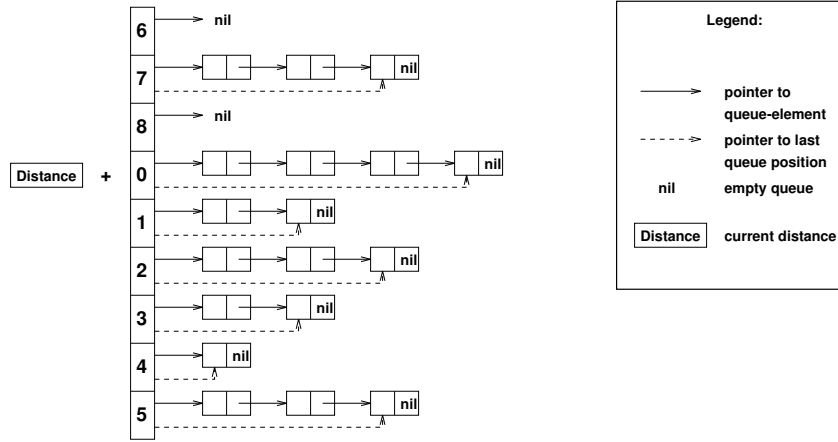 6 nil
7 nil
8 nil
Distance + 0 nil
1 nil
2 nil
3 nil
4 nil
5 nil
Legend:
pointer to
queue-element
pointer to last
queue position
nil empty queue
Distance current distance